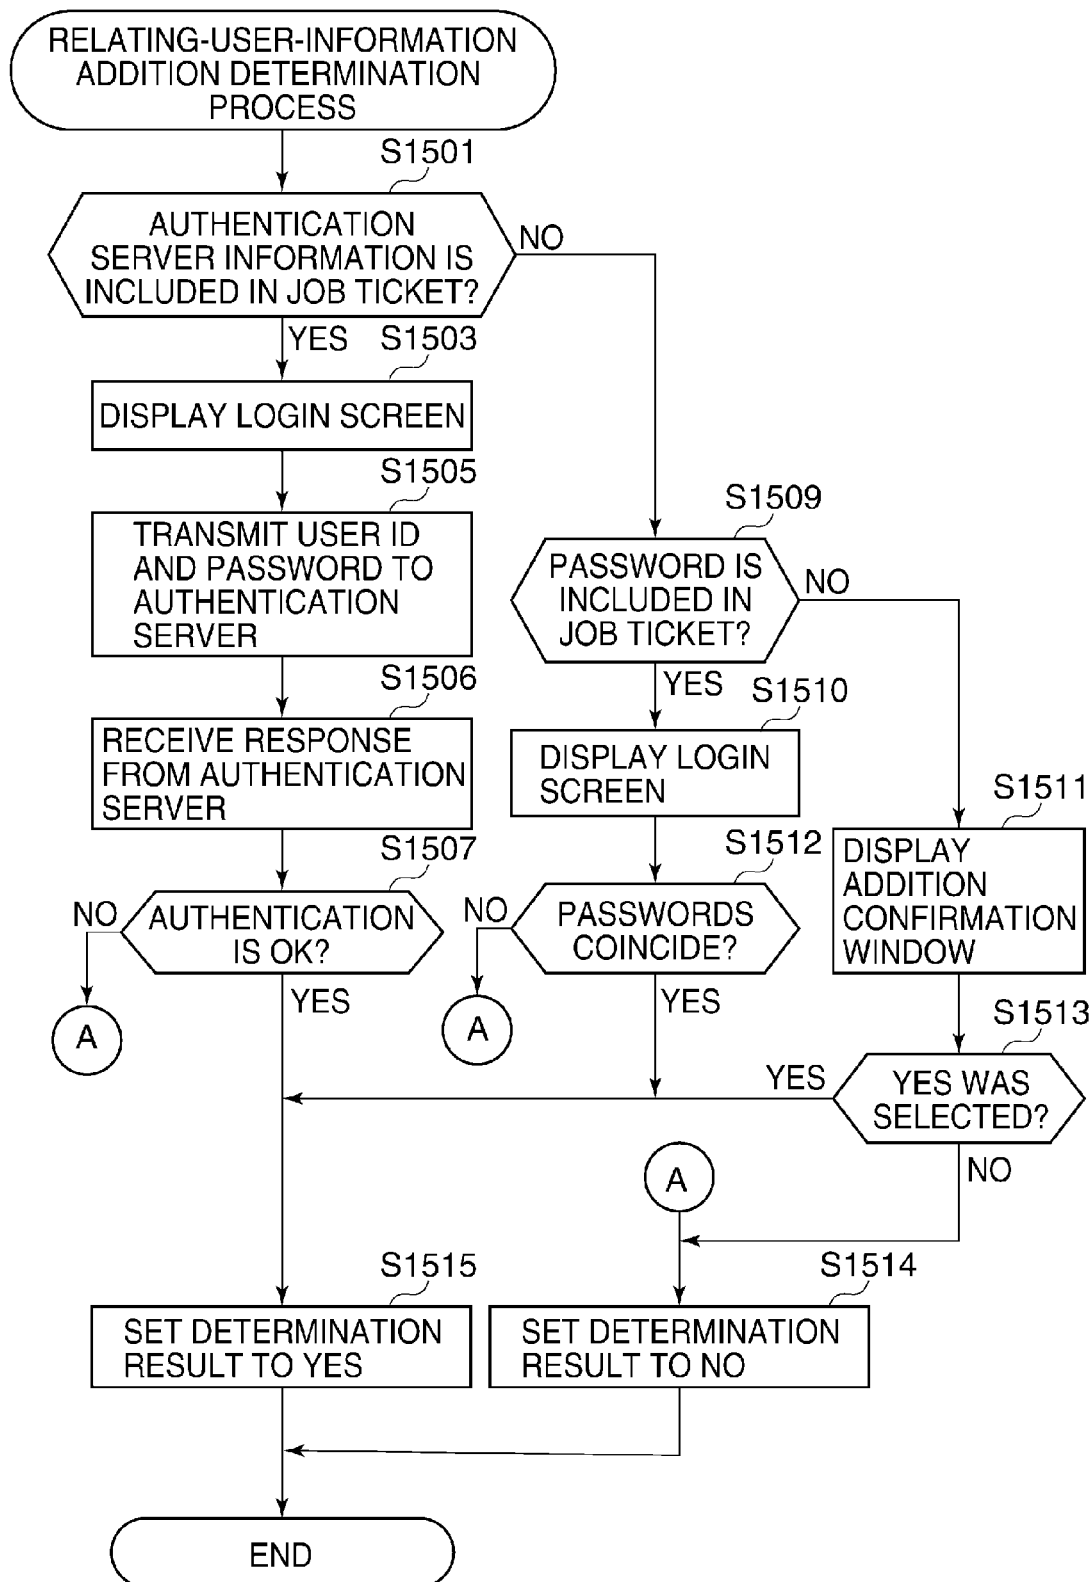 RELATING-USER-INFORMATION
ADDITION DETERMINATION
PROCESS
S1501
AUTHENTICATION
SERVER INFORMATION IS
INCLUDED IN JOB TICKET?
NO
YES
S1503
DISPLAY LOGIN SCREEN
S1505
TRANSMIT USER ID
AND PASSWORD TO
AUTHENTICATION
SERVER
S1506
RECEIVE RESPONSE
FROM AUTHENTICATION
SERVER
S1507
AUTHENTICATION
IS OK?
NO
A
YES
S1509
PASSWORD IS
INCLUDED IN
JOB TICKET?
NO
YES
S1510
DISPLAY LOGIN
SCREEN
S1512
PASSWORDS
COINCIDE?
NO
A
YES
S1511
DISPLAY
ADDITION
CONFIRMATION
WINDOW
S1513
YES WAS
SELECTED?
YES
NO
A
S1515
SET DETERMINATION
RESULT TO YES
S1514
SET DETERMINATION
RESULT TO NO
END